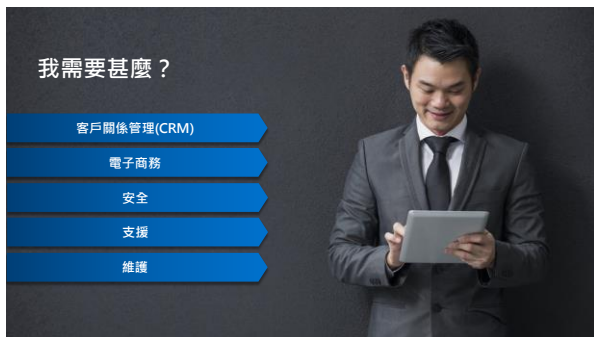 我需要甚麼？
客戶關係管理(CRM)
電子商務
安全
支援
維護